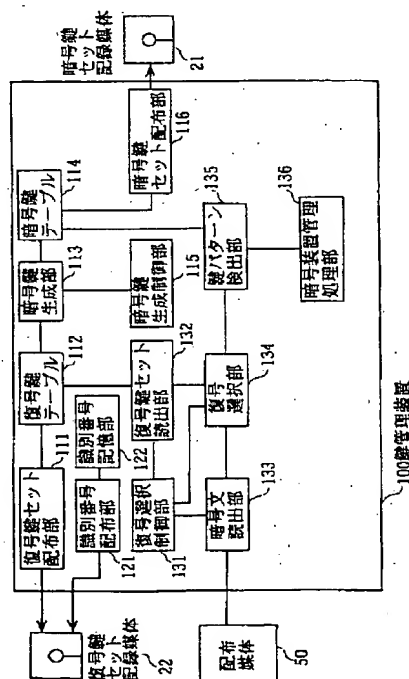 暗号鍵
セット
記録媒体
21
暗号鍵
セット配布部
116
暗号鍵
テーブル
114
暗号鍵
生成部
113
暗号鍵
生成制御部
115
鍵パターン
検出部
135
暗号装置管理
処理部
136
復号鍵
テーブル
112
復号鍵セット
読出部
132
復号
選択部
134
復号鍵セット
配布部
111
識別番号
配布部
121
識別番号
記憶部
122
復号選択
制御部
131
暗号文
読出部
133
復号鍵
セット
記録媒体
22
配布
媒体
50
100鍵管理装置